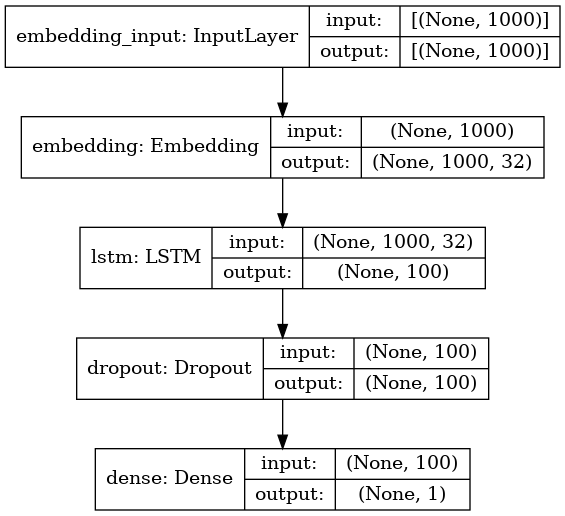 embedding_input: InputLayer
input: [(None, 1000)]
output: [(None, 1000)]
embedding: Embedding
input: (None, 1000)
output: (None, 1000, 32)
lstm: LSTM
input: (None, 1000, 32)
output: (None, 100)
dropout: Dropout
input: (None, 100)
output: (None, 100)
dense: Dense
input: (None, 100)
output: (None, 1)